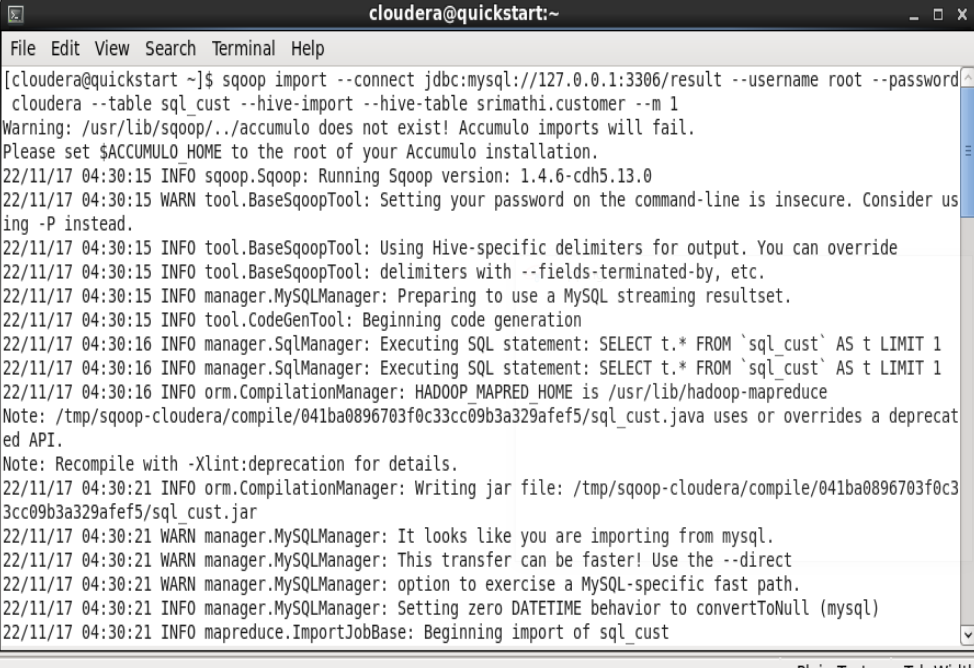 cloudera@quickstart:~
File Edit View Search Terminal Help
[cloudera@quickstart ~]$ sqoop import --connect jdbc:mysql://127.0.0.1:3306/result --username root --password
 cloudera --table sql_cust --hive-import --hive-table srimathi.customer --m 1
Warning: /usr/lib/sqoop/../accumulo does not exist! Accumulo imports will fail.
Please set $ACCUMULO_HOME to the root of your Accumulo installation.
22/11/17 04:30:15 INFO sqoop.Sqoop: Running Sqoop version: 1.4.6-cdh5.13.0
22/11/17 04:30:15 WARN tool.BaseSqoopTool: Setting your password on the command-line is insecure. Consider us
ing -P instead.
22/11/17 04:30:15 INFO tool.BaseSqoopTool: Using Hive-specific delimiters for output. You can override
22/11/17 04:30:15 INFO tool.BaseSqoopTool: delimiters with --fields-terminated-by, etc.
22/11/17 04:30:15 INFO manager.MySQLManager: Preparing to use a MySQL streaming resultset.
22/11/17 04:30:15 INFO tool.CodeGenTool: Beginning code generation
22/11/17 04:30:16 INFO manager.SqlManager: Executing SQL statement: SELECT t.* FROM `sql_cust` AS t LIMIT 1
22/11/17 04:30:16 INFO manager.SqlManager: Executing SQL statement: SELECT t.* FROM `sql_cust` AS t LIMIT 1
22/11/17 04:30:16 INFO orm.CompilationManager: HADOOP_MAPRED_HOME is /usr/lib/hadoop-mapreduce
Note: /tmp/sqoop-cloudera/compile/041ba0896703f0c33cc09b3a329afef5/sql_cust.java uses or overrides a deprecat
ed API.
Note: Recompile with -Xlint:deprecation for details.
22/11/17 04:30:21 INFO orm.CompilationManager: Writing jar file: /tmp/sqoop-cloudera/compile/041ba0896703f0c3
3cc09b3a329afef5/sql_cust.jar
22/11/17 04:30:21 WARN manager.MySQLManager: It looks like you are importing from mysql.
22/11/17 04:30:21 WARN manager.MySQLManager: This transfer can be faster! Use the --direct
22/11/17 04:30:21 WARN manager.MySQLManager: option to exercise a MySQL-specific fast path.
22/11/17 04:30:21 INFO manager.MySQLManager: Setting zero DATETIME behavior to convertToNull (mysql)
22/11/17 04:30:21 INFO mapreduce.ImportJobBase: Beginning import of sql_cust